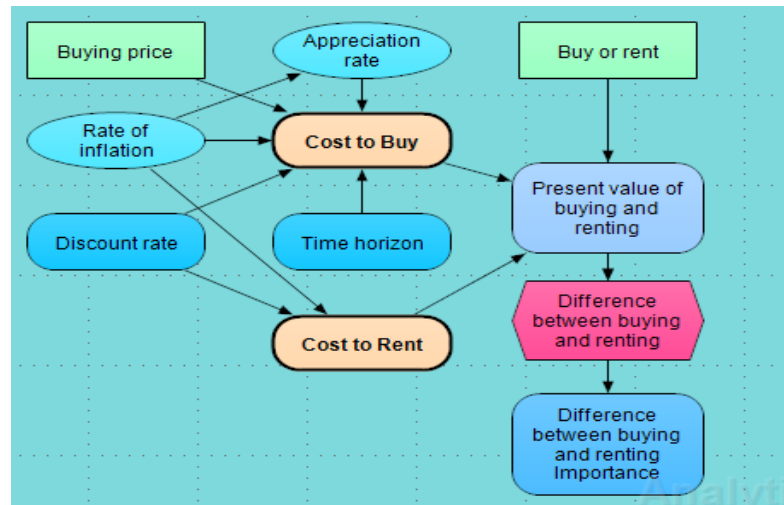 Buying price
Appreciation
rate
Buy or rent
Rate of
inflation
Cost to Buy
Present value of
buying and
renting
Discount rate
Time horizon
Difference
between buying
and renting
Cost to Rent
Difference
between buying
and renting
Importance
Analyti